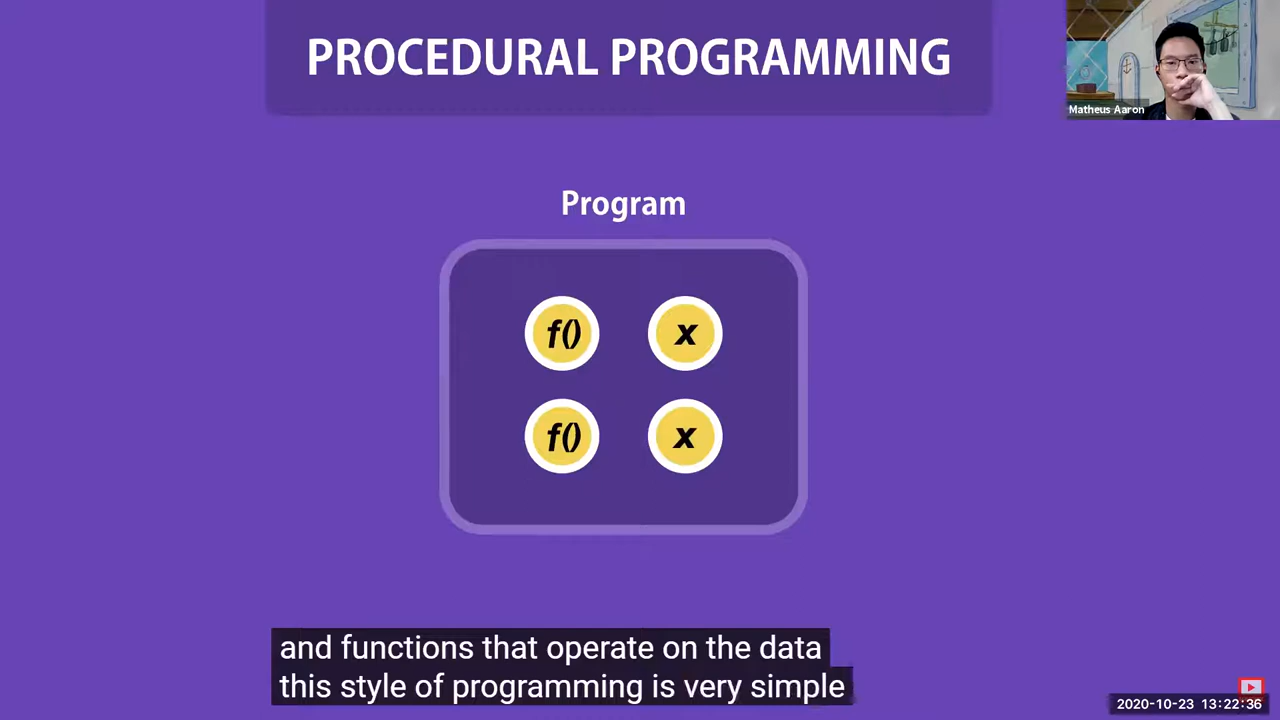 PROCEDURAL PROGRAMMING
Matheus Aaron
Program
f() x
f() x
and functions that operate on the data
this style of programming is very simple
2020-10-23 13:22:36